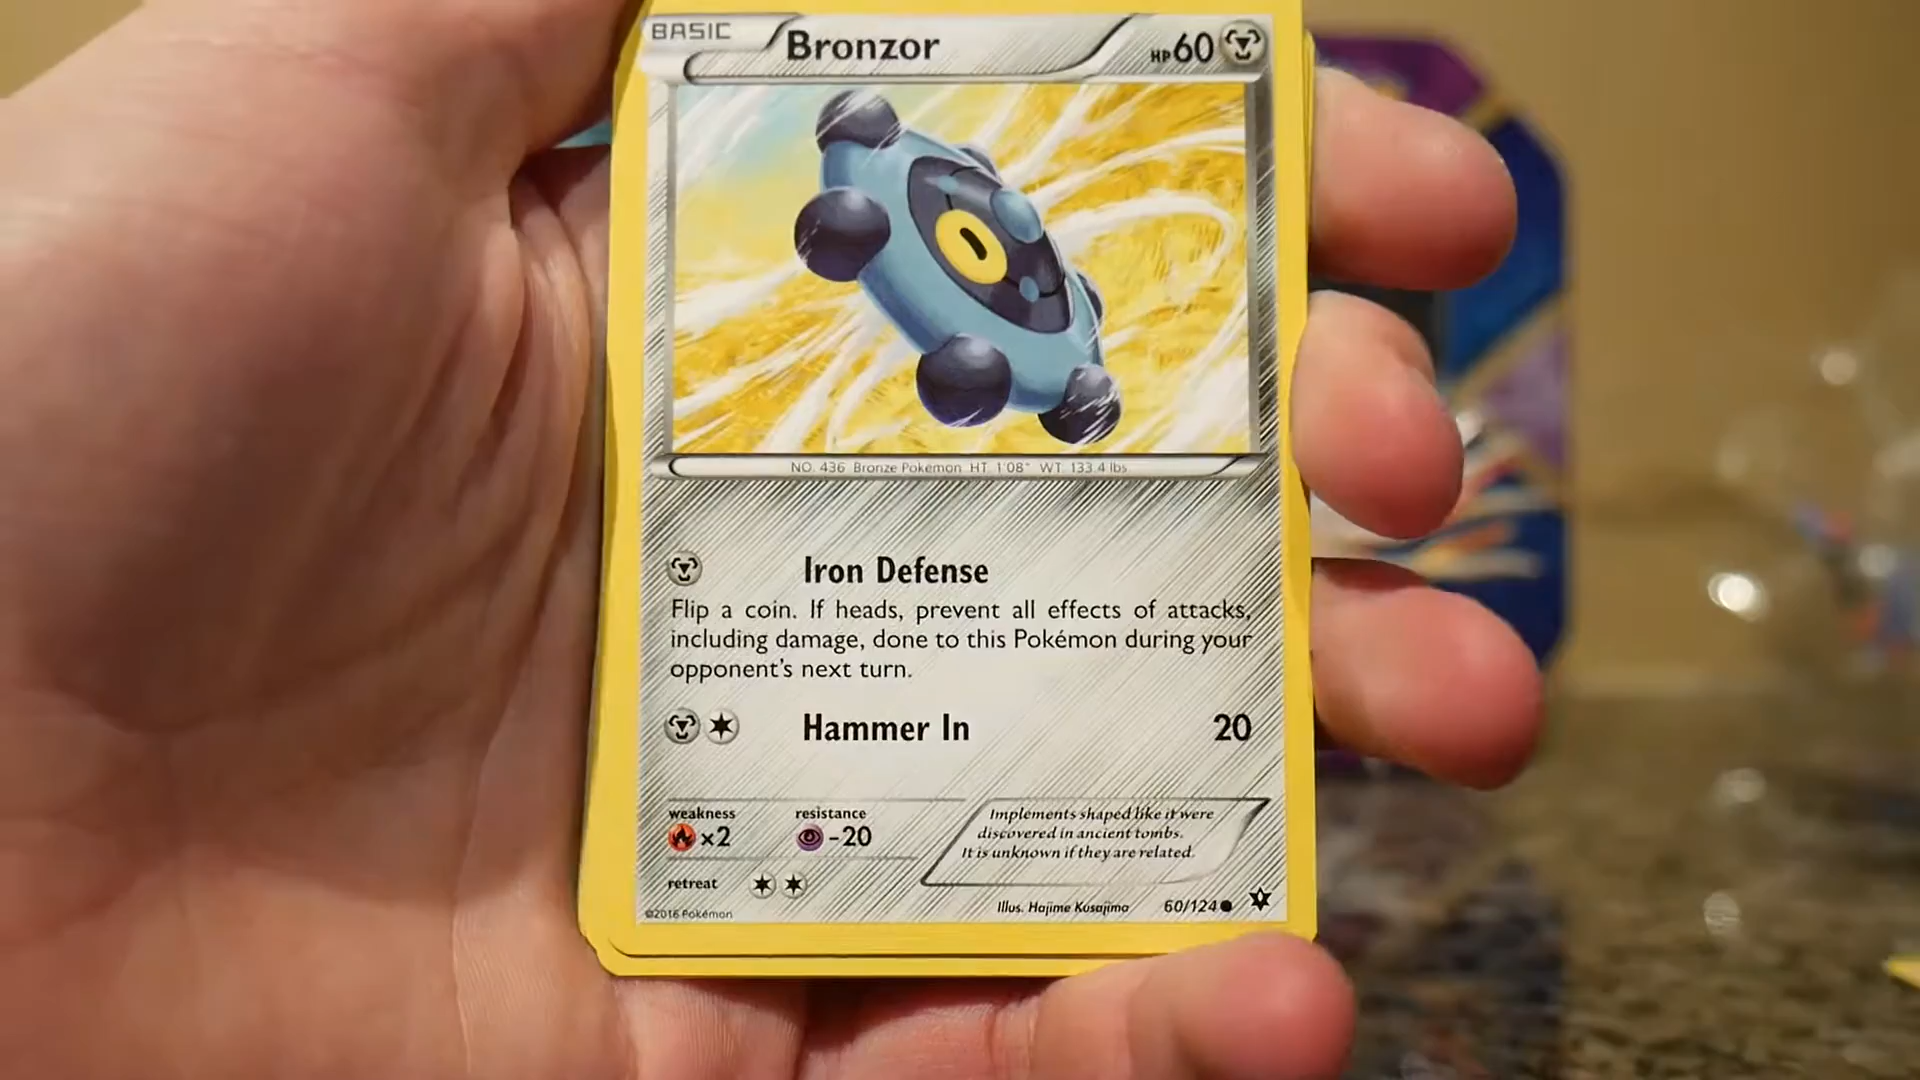 BASIC
Bronzor
HP60
NO. 436 Bronze Pokémon HT. 1'08" WT. 133.4 lbs.
Iron Defense
Flip a coin. If heads, prevent all effects of attacks,
including damage, done to this Pokémon during your
opponent's next turn.
Hammer In 20
weakness
×2
resistance
-20
Implements shaped like it were
discovered in ancient tombs.
It is unknown if they are related.
retreat
Illus. Hajime Kusajima
60/124
©2016 Pokémon